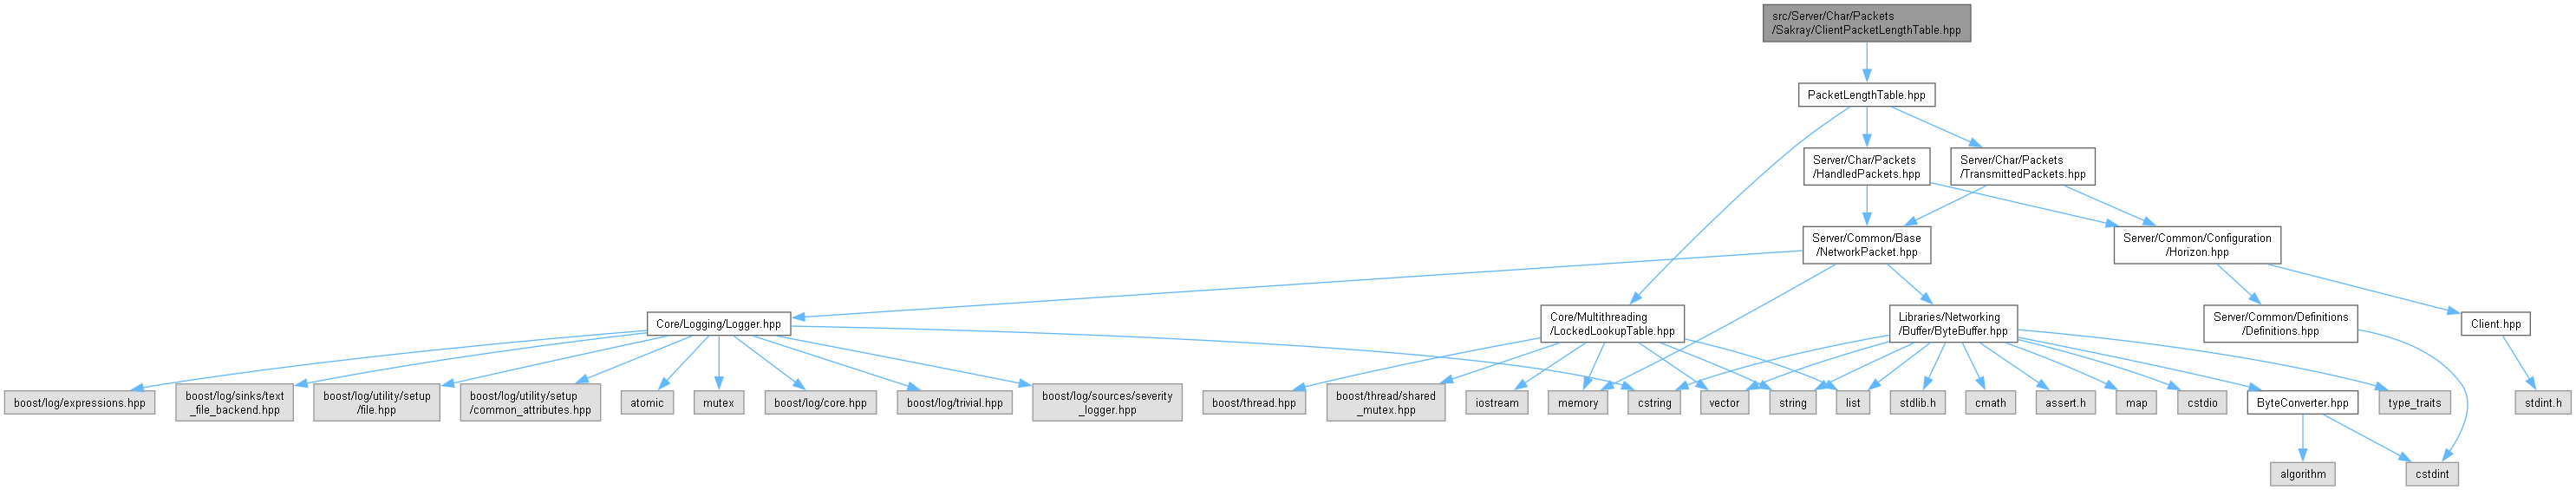 src/Server/Char/Packets
/Sakray/ClientPacketLengthTable.hpp
PacketLengthTable.hpp
Server/Char/Packets
/HandledPackets.hpp
Server/Char/Packets
/TransmittedPackets.hpp
Server/Common/Base
/NetworkPacket.hpp
Server/Common/Configuration
/Horizon.hpp
Core/Logging/Logger.hpp
Core/Multithreading
/LockedLookupTable.hpp
Libraries/Networking
/Buffer/ByteBuffer.hpp
Server/Common/Definitions
/Definitions.hpp
Client.hpp
boost/log/expressions.hpp
boost/log/sinks/text
_file_backend.hpp
boost/log/utility/setup
/file.hpp
boost/log/utility/setup
/common_attributes.hpp
atomic
mutex
boost/log/core.hpp
boost/log/trivial.hpp
boost/log/sources/severity
_logger.hpp
boost/thread.hpp
boost/thread/shared
_mutex.hpp
iostream
memory
cstring
vector
string
list
stdlib.h
cmath
assert.h
map
cstdio
ByteConverter.hpp
type_traits
stdint.h
algorithm
cstdint